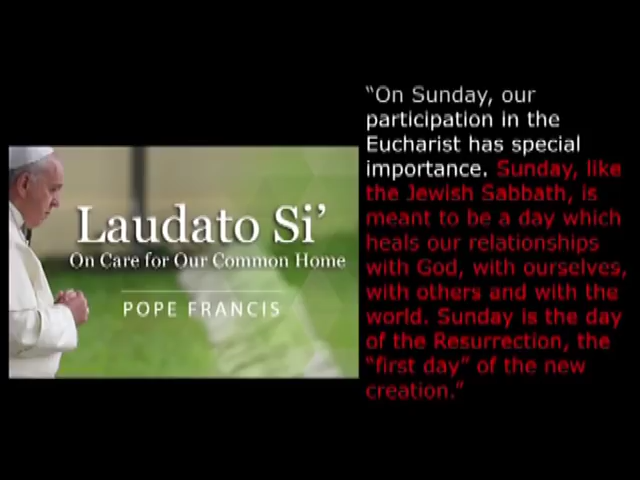 Laudato Si'
On Care for Our Common Home
POPE FRANCIS
“On Sunday, our
participation in the
Eucharist has special
importance. Sunday, like
the Jewish Sabbath, is
meant to be a day which
heals our relationships
with God, with ourselves,
with others and with the
world. Sunday is the day
of the Resurrection, the
“first day” of the new
creation.”